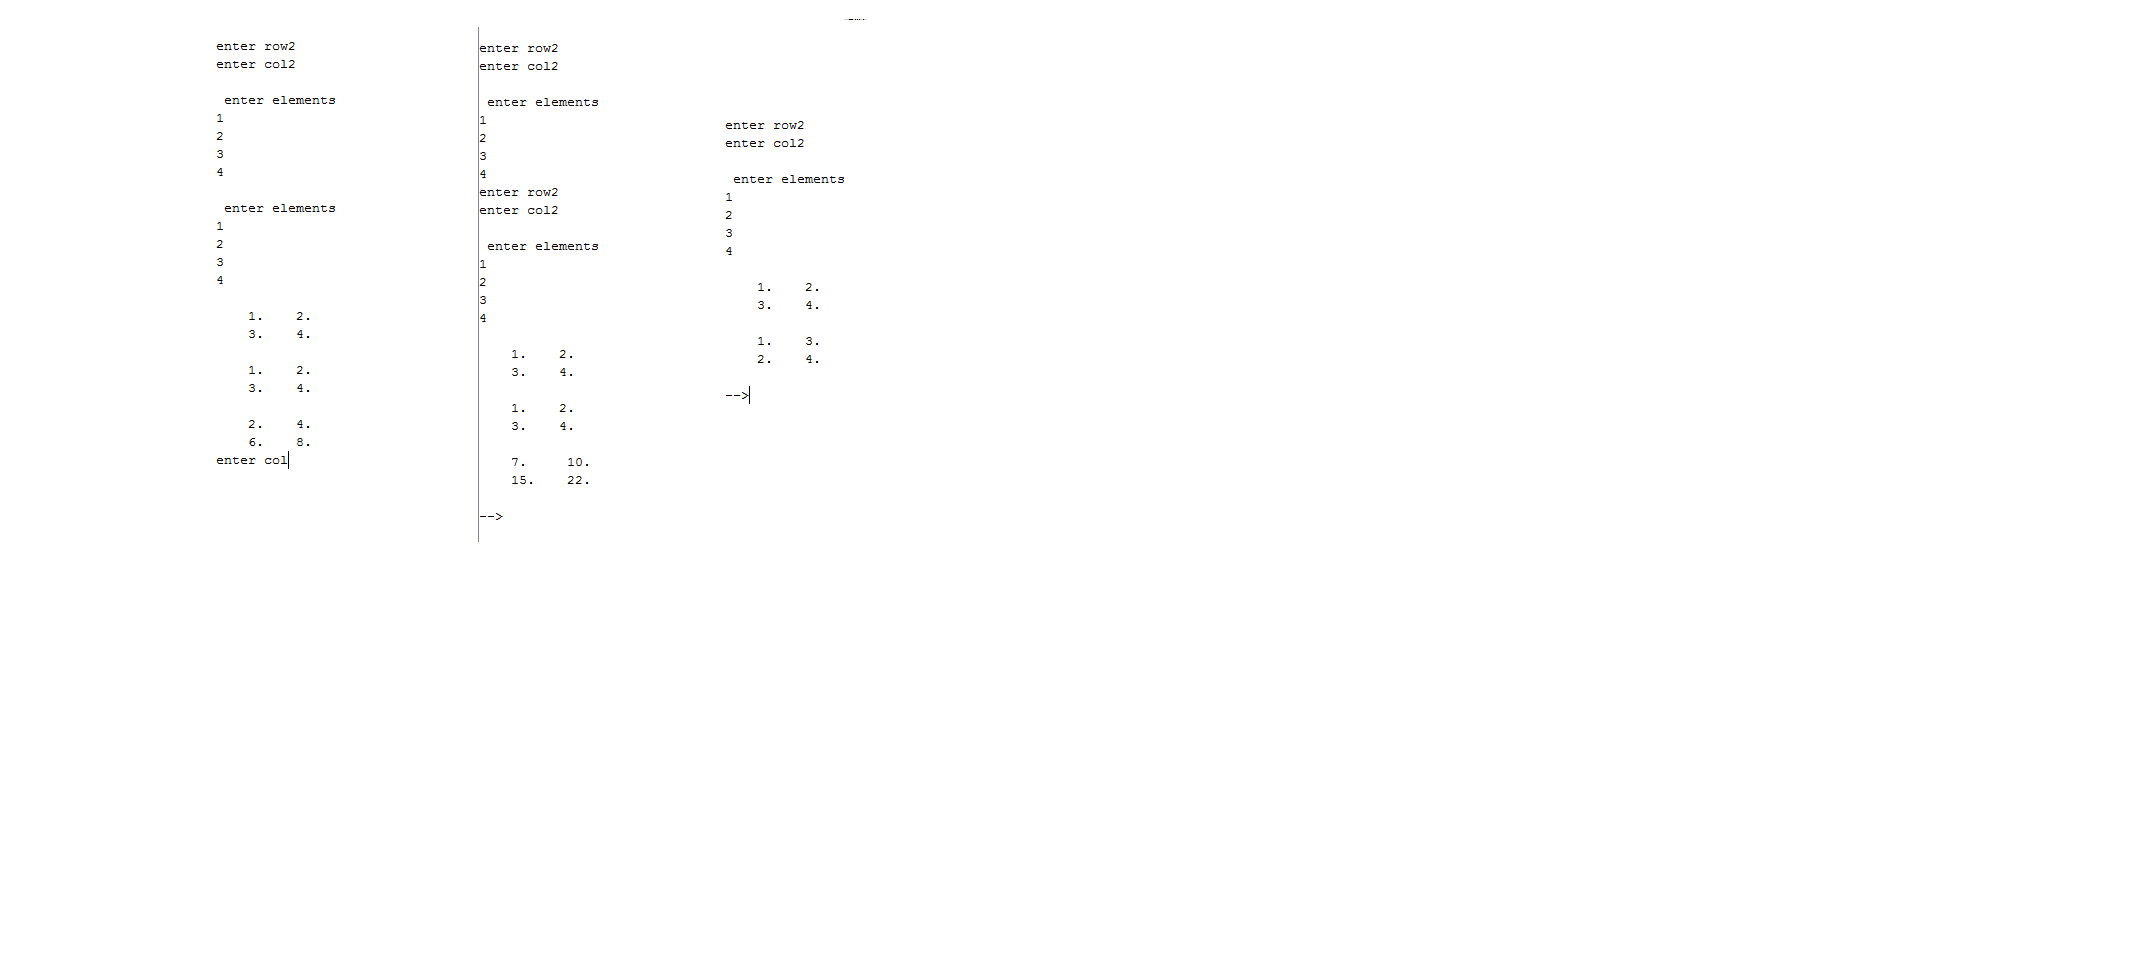 enter row2
enter col2
enter elements
1
2
3
4
enter elements
1
2
3
4
1. 2.
3. 4.
1. 2.
3. 4.
2. 4.
6. 8.
enter col
enter row2
enter col2
enter elements
1
2
3
4
enter row2
enter col2
enter elements
1
2
3
4
1. 2.
3. 4.
1. 2.
3. 4.
7. 10.
15. 22.
-->
enter row2
enter col2
enter elements
1
2
3
4
1. 2.
3. 4.
1. 3.
2. 4.
-->